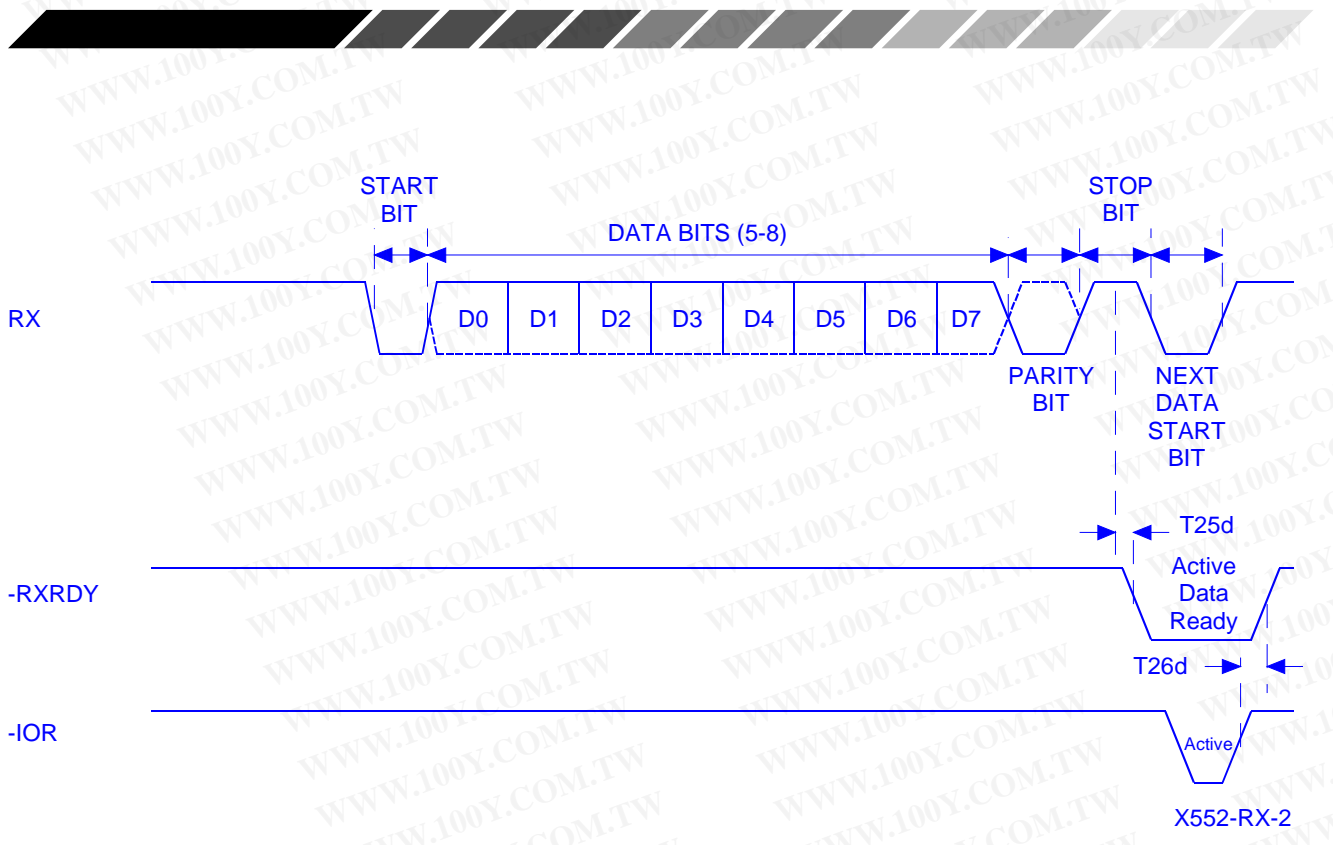 START
BIT
STOP
BIT
DATA BITS (5-8)
RX
D0 D1 D2 D3 D4 D5 D6 D7
PARITY
BIT
NEXT
DATA
START
BIT
T25d
-RXRDY
Active
Data
Ready
T26d
-IOR
Active
X552-RX-2
WWW.100Y.COM.TW